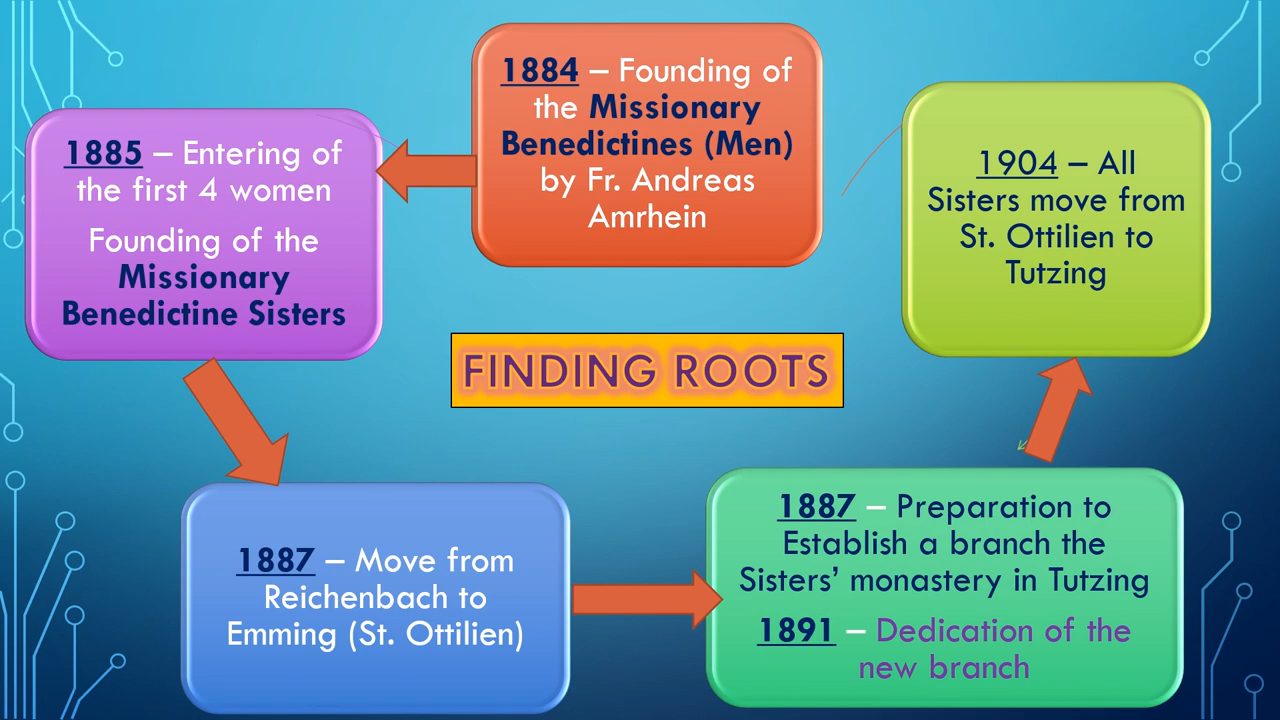 1884 – Founding of
the Missionary
Benedictines (Men)
by Fr. Andreas
Amrhein
1885 – Entering of
the first 4 women
Founding of the
Missionary
Benedictine Sisters
1904 – All
Sisters move from
St. Ottilien to
Tutzing
FINDING ROOTS
1887 – Move from
Reichenbach to
Emming (St. Ottilien)
1887 – Preparation to
Establish a branch the
Sisters’ monastery in Tutzing
1891 – Dedication of the
new branch